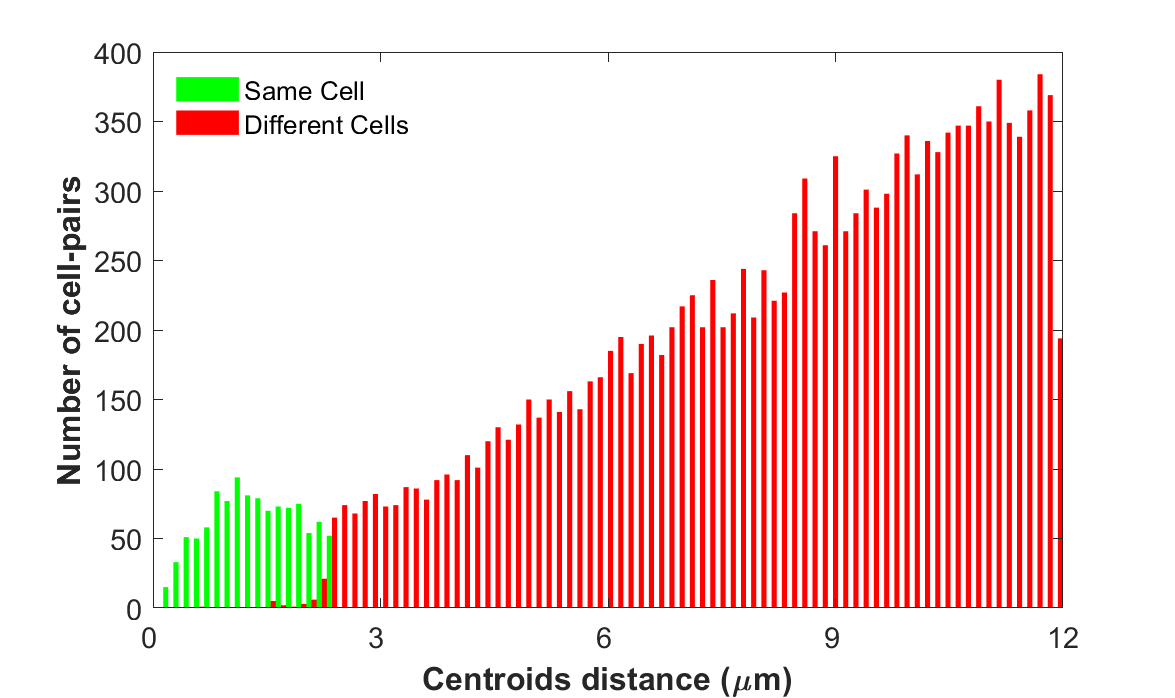 400
350
300
250
200
150
100
50
0
Same Cell
Different Cells
Number of cell-pairs
0 3 6 9 12
Centroids distance (μm)